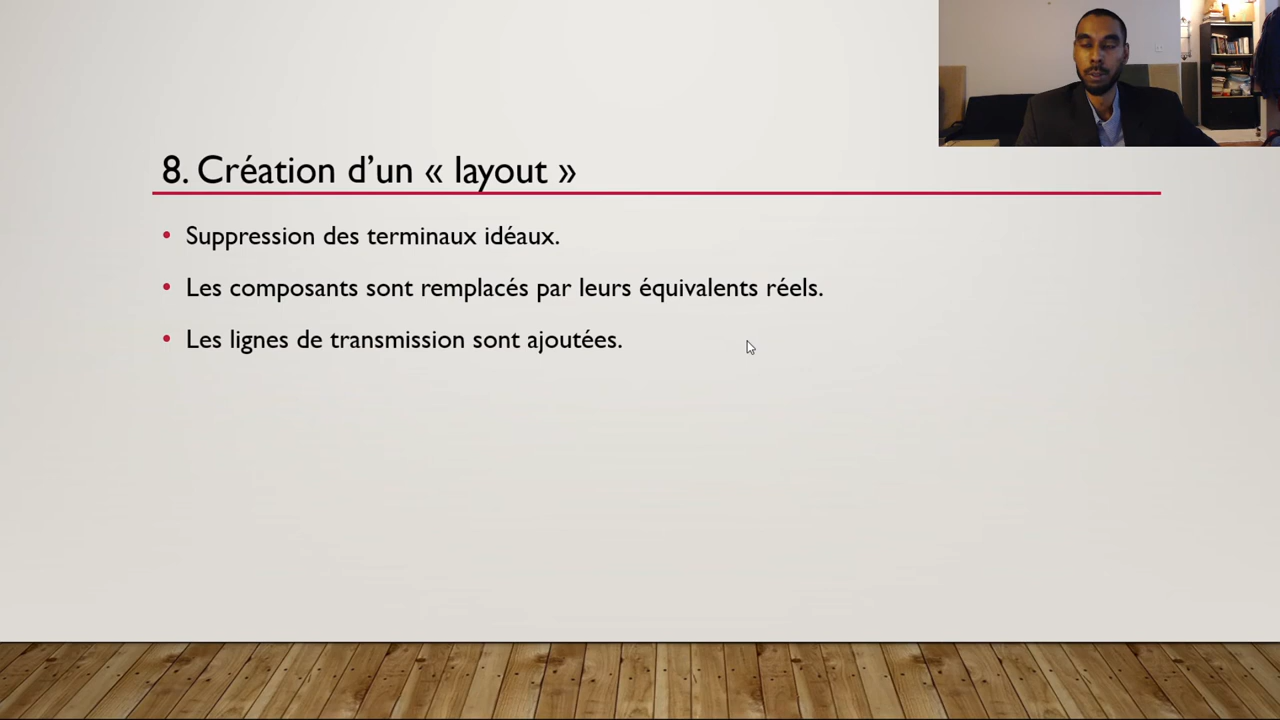 8. Création d’un « layout »
• Suppression des terminaux idéaux.
• Les composants sont remplacés par leurs équivalents réels.
• Les lignes de transmission sont ajoutées.